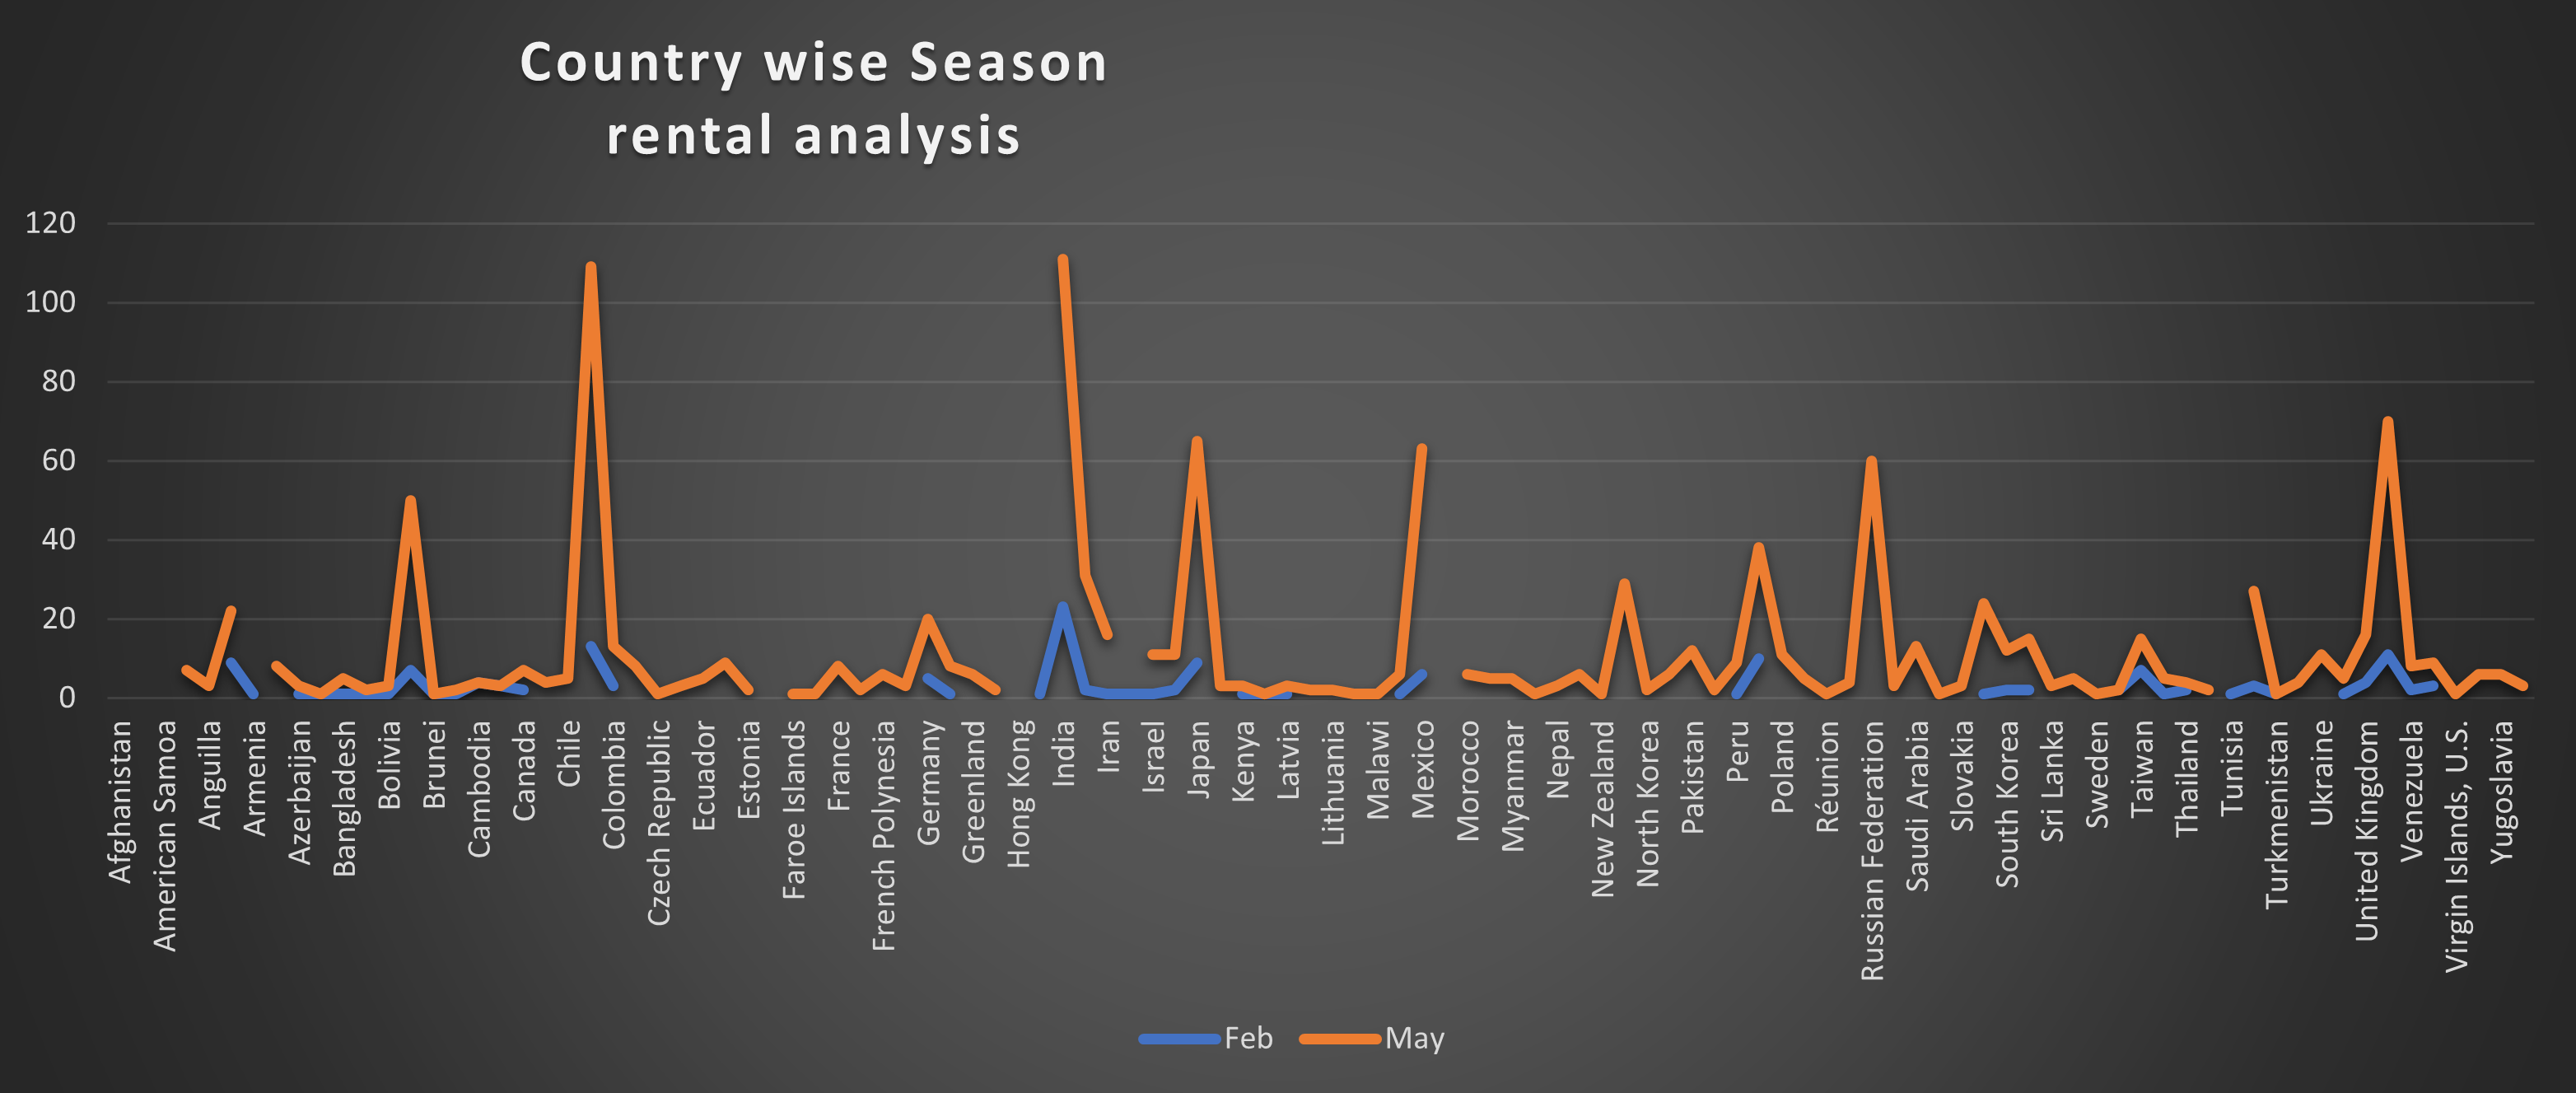 Country wise Season
rental analysis
120
100
80
60
40
20
0
Afghanistan
American Samoa
Anguilla
Armenia
Azerbaijan
Bangladesh
Bolivia
Brunei
Cambodia
Canada
Chile
Colombia
Czech Republic
Ecuador
Estonia
Faroe Islands
France
French Polynesia
Germany
Greenland
Hong Kong
India
Iran
Israel
Japan
Kenya
Latvia
Lithuania
Malawi
Mexico
Morocco
Myanmar
Nepal
New Zealand
North Korea
Pakistan
Peru
Poland
Réunion
Russian Federation
Saudi Arabia
Slovakia
South Korea
Sri Lanka
Sweden
Taiwan
Thailand
Tunisia
Turkmenistan
Ukraine
United Kingdom
Venezuela
Virgin Islands, U.S.
Yugoslavia
Feb
May